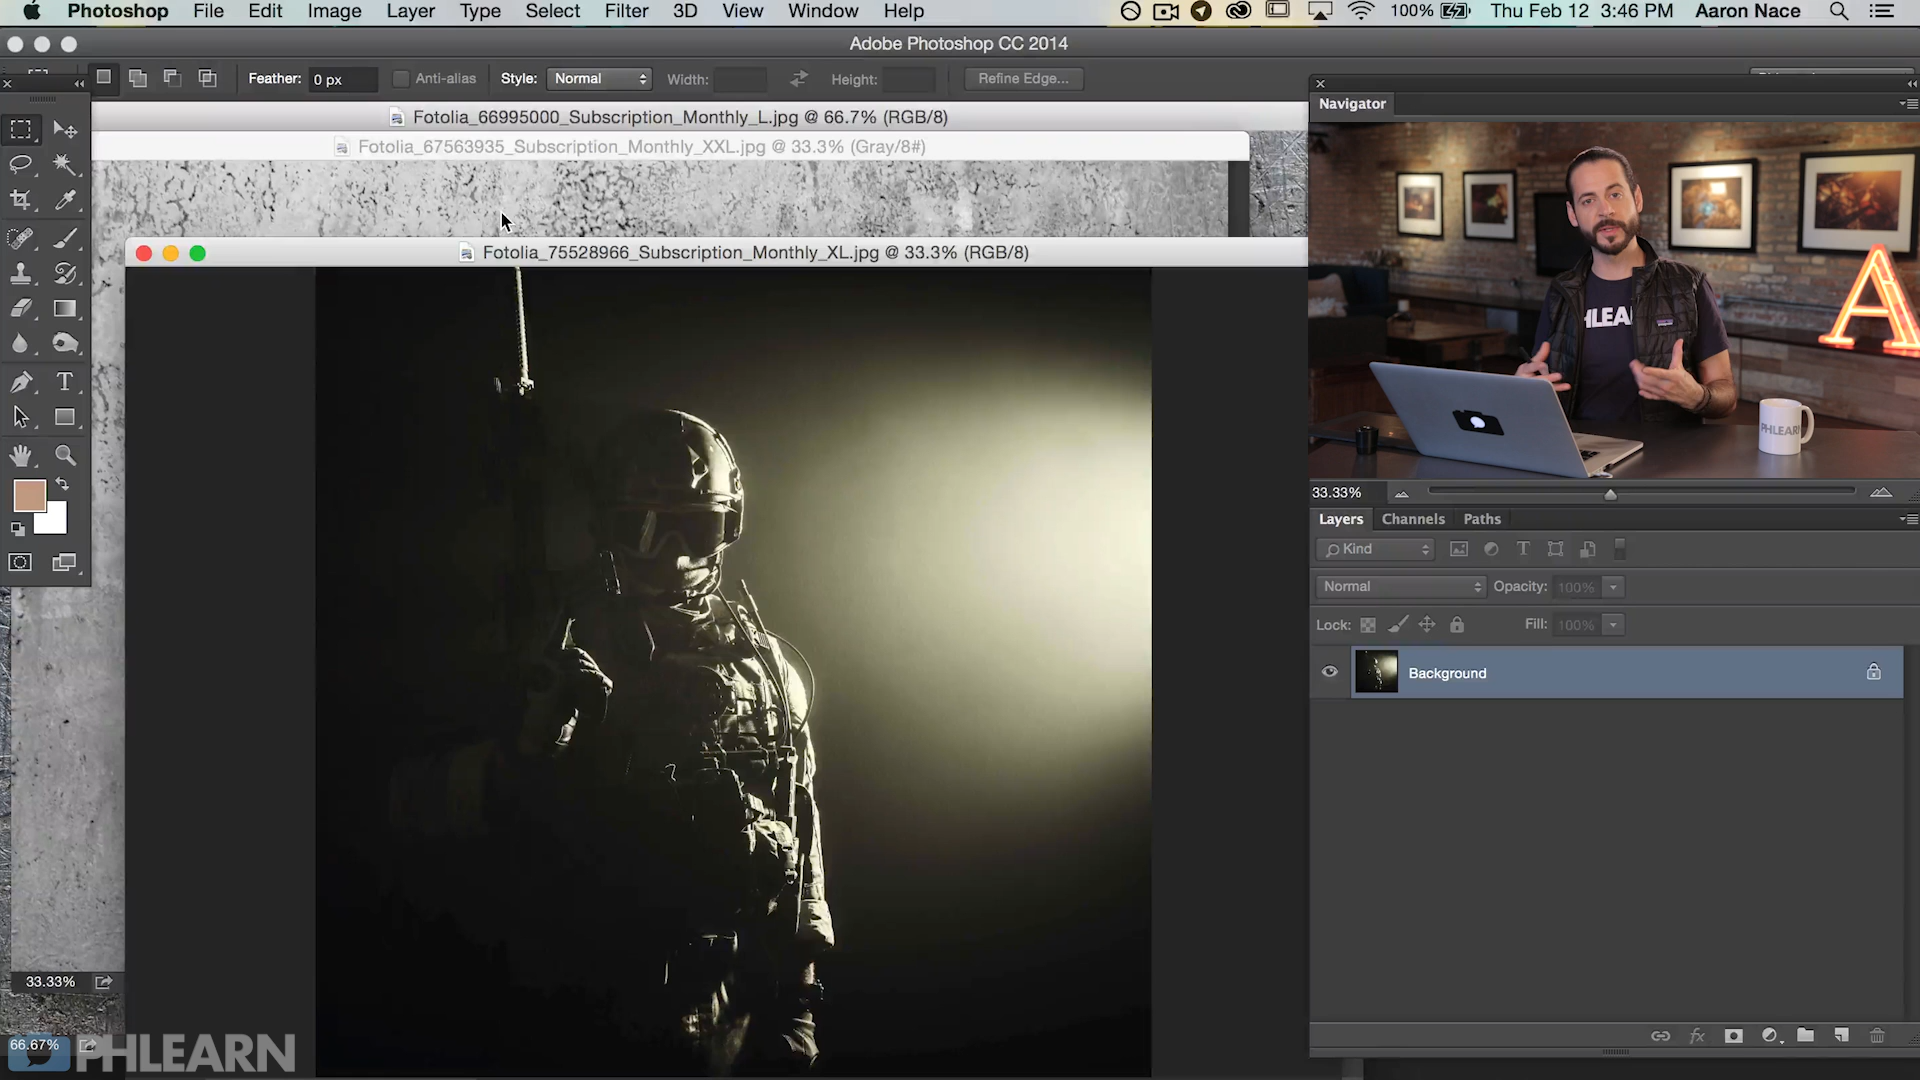 Photoshop File Edit Image Layer Type Select Filter 3D View Window Help 100% Thu Feb 12 3:46 PM Aaron Nace
Adobe Photoshop CC 2014
Feather: 0 px Anti-alias Style: Normal Width: Height: Refine Edge...
Fotolia_66995000_Subscription_Monthly_L.jpg @ 66.7% (RGB/8)
Fotolia_67563935_Subscription_Monthly_XXL.jpg @ 33.3% (Gray/8#)
Fotolia_75528966_Subscription_Monthly_XL.jpg @ 33.3% (RGB/8)
Navigator
PHLEARN
A
33.33%
Layers Channels Paths
Kind
Normal Opacity: 100%
Lock: Fill: 100%
Background
33.33%
66.67%
PHLEARN